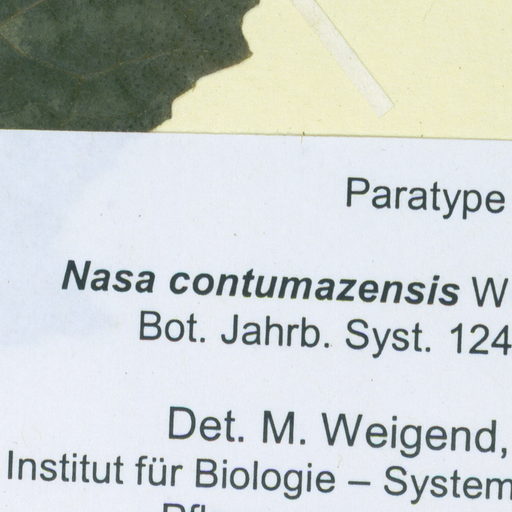 Paratype
Nasa contumazensis W
Bot. Jahrb. Syst. 124
Det. M. Weigend,
Institut für Biologie – System